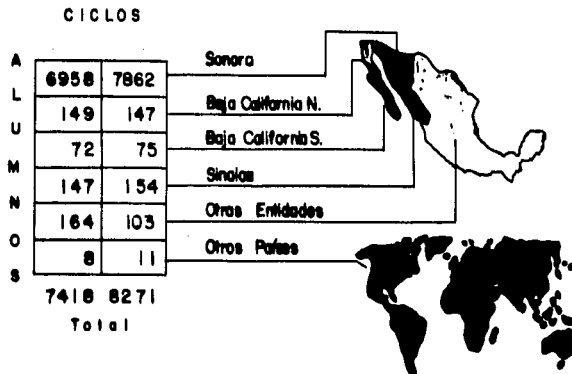 CICLOS
ALUMNOS
6958 7862 Sonora
149 147 Baja California N.
72 75 Baja California S.
147 154 Sinaloa
164 103 Otras Entidades
8 11 Otros Países
7418 8271
Total